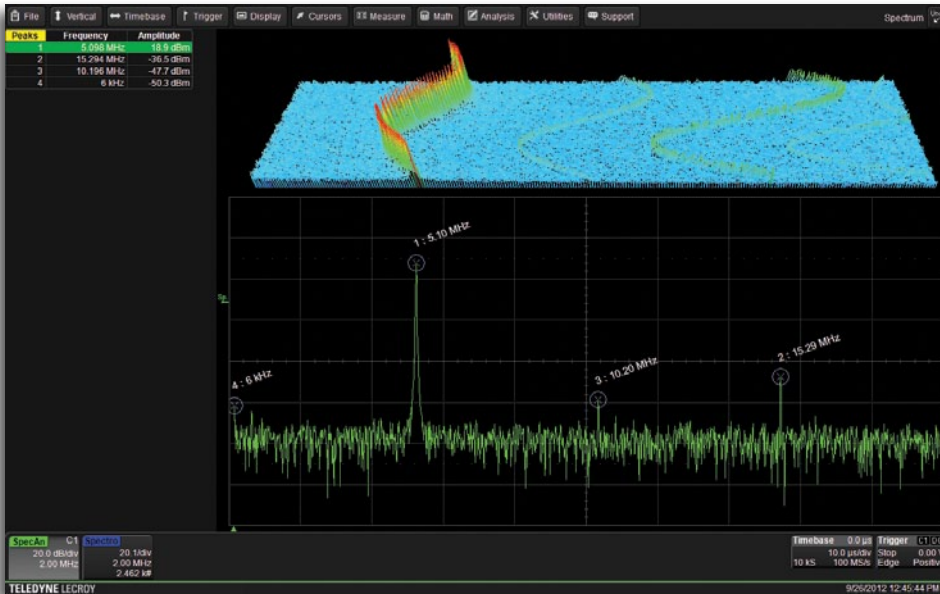 File Vertical Timebase Trigger Display Cursors Measure Math Analysis Utilities Support Spectrum
Peaks Frequency Amplitude
1 5.098 MHz 18.9 dBm
2 15.294 MHz -36.5 dBm
3 10.196 MHz -47.7 dBm
4 6 kHz -50.3 dBm
1 : 5.10 MHz
2 : 15.29 MHz
3 : 10.20 MHz
4 : 6 kHz
SpecAn C1
20.0 dB/div
2.00 MHz
Spectro
20.1/div
2.00 MHz
2.462 k#
Timebase 0.0 µs
10.0 µs/div
10 kS 100 MS/s
Trigger C1
Stop 0.00
Edge Positiv
TELEDYNE LECROY
9/26/2012 12:45:44 PM